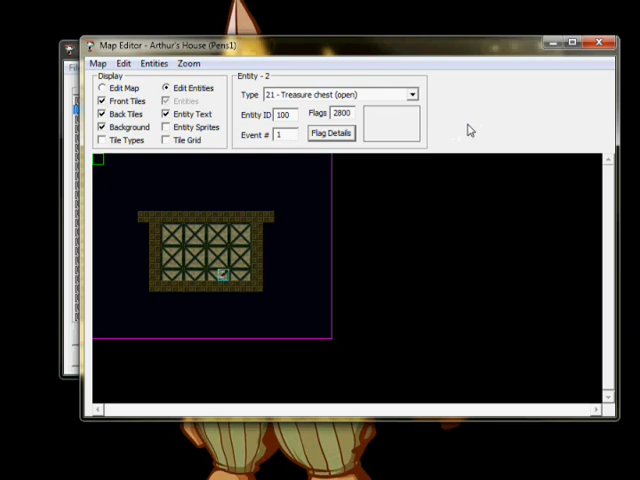 Map Editor - Arthur's House (Pens1)
Map Edit Entities Zoom
Display
Edit Map Edit Entities
Front Tiles Entities
Back Tiles Entity Text
Background Entity Sprites
Tile Types Tile Grid
Entity - 2
Type 21 - Treasure chest (open)
Entity ID 100 Flags 2800
Event # 1 Flag Details